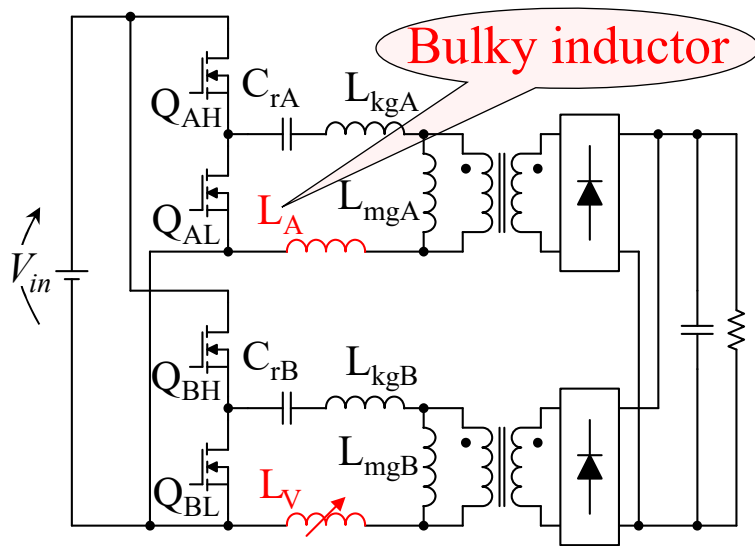 Bulky inductor
Q_AH
C_rA
L_kgA
Q_AL
L_A
L_mgA
V_in
Q_BH
C_rB
L_kgB
Q_BL
L_V
L_mgB